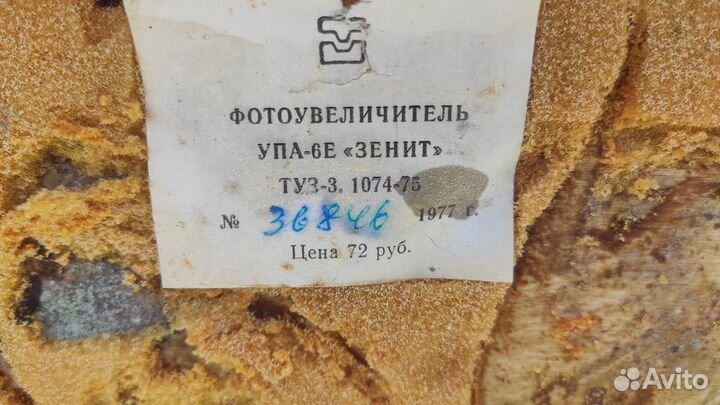 ФОТОУВЕЛИЧИТЕЛЬ
УПА-6Е «ЗЕНИТ»
ТУЗ-3. 1074-75
№ 36846 1977 г.
Цена 72 руб.
Avito